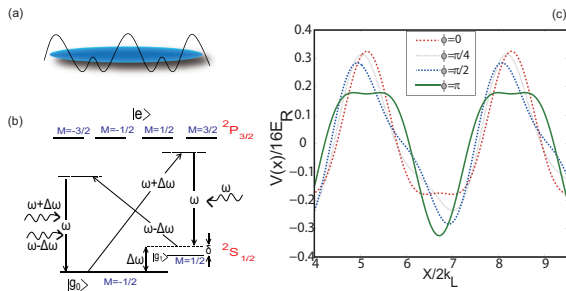 (a)
(b)
|e>
M=-3/2 M=-1/2 M=1/2 M=3/2 ²P3/2
ω+Δω
ω
ω-Δω
ω+Δω
ω-Δω
ω
ω
Δω
|g₁>
M=1/2
δ
²S1/2
|g₀>
M=-1/2
(c)
ϕ=0
ϕ=π/4
ϕ=π/2
ϕ=π
V(x)/16E_R
0.4
0.3
0.2
0.1
0
-0.1
-0.2
-0.3
-0.4
4 5 6 7 8 9
X/2k_L